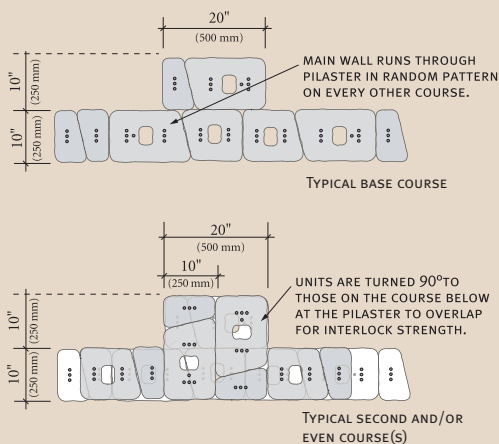 20"
(500 mm)
MAIN WALL RUNS THROUGH
PILASTER IN RANDOM PATTERN
ON EVERY OTHER COURSE.
10"
(250 mm)
10"
(250 mm)
TYPICAL BASE COURSE
20"
(500 mm)
10"
(250 mm)
UNITS ARE TURNED 90° TO
THOSE ON THE COURSE BELOW
AT THE PILASTER TO OVERLAP
FOR INTERLOCK STRENGTH.
10"
(250 mm)
10"
(250 mm)
TYPICAL SECOND AND/OR
EVEN COURSE(S)